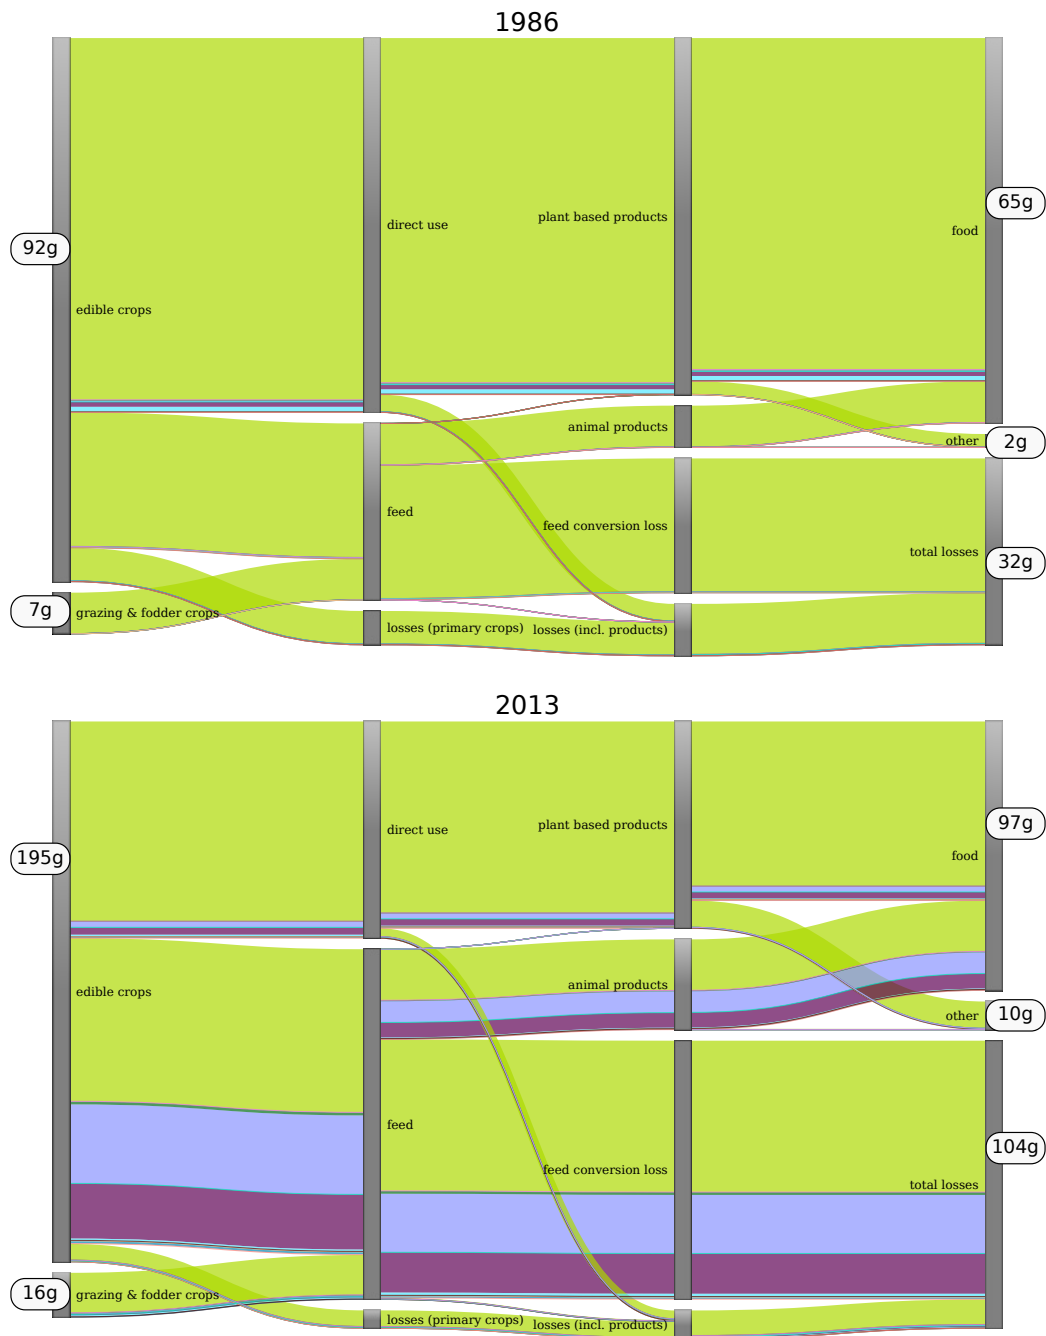 1986
65g
plant based products
direct use
food
92g
edible crops
animal products
other
2g
feed
feed conversion loss
total losses
32g
7g
grazing & fodder crops
losses (primary crops)
losses (incl. products)
2013
97g
plant based products
direct use
food
195g
animal products
edible crops
other
10g
feed
104g
feed conversion loss
total losses
16g
grazing & fodder crops
losses (primary crops)
losses (incl. products)